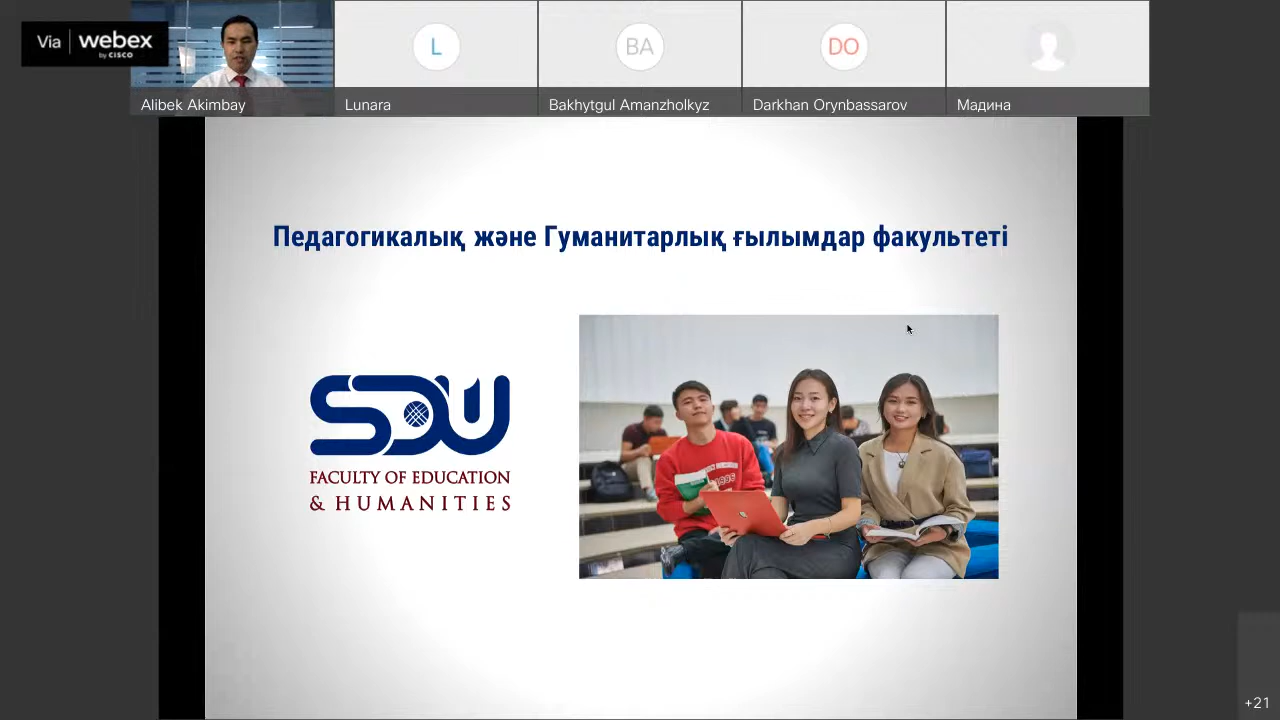 Via webex
by CISCO
L
BA
DO
Alibek Akimbay
Lunara
Bakhytgul Amanzholkyz
Darkhan Orynbassarov
Мадина
Педагогикалық және Гуманитарлық ғылымдар факультеті
SDU
FACULTY OF EDUCATION
& HUMANITIES
+21